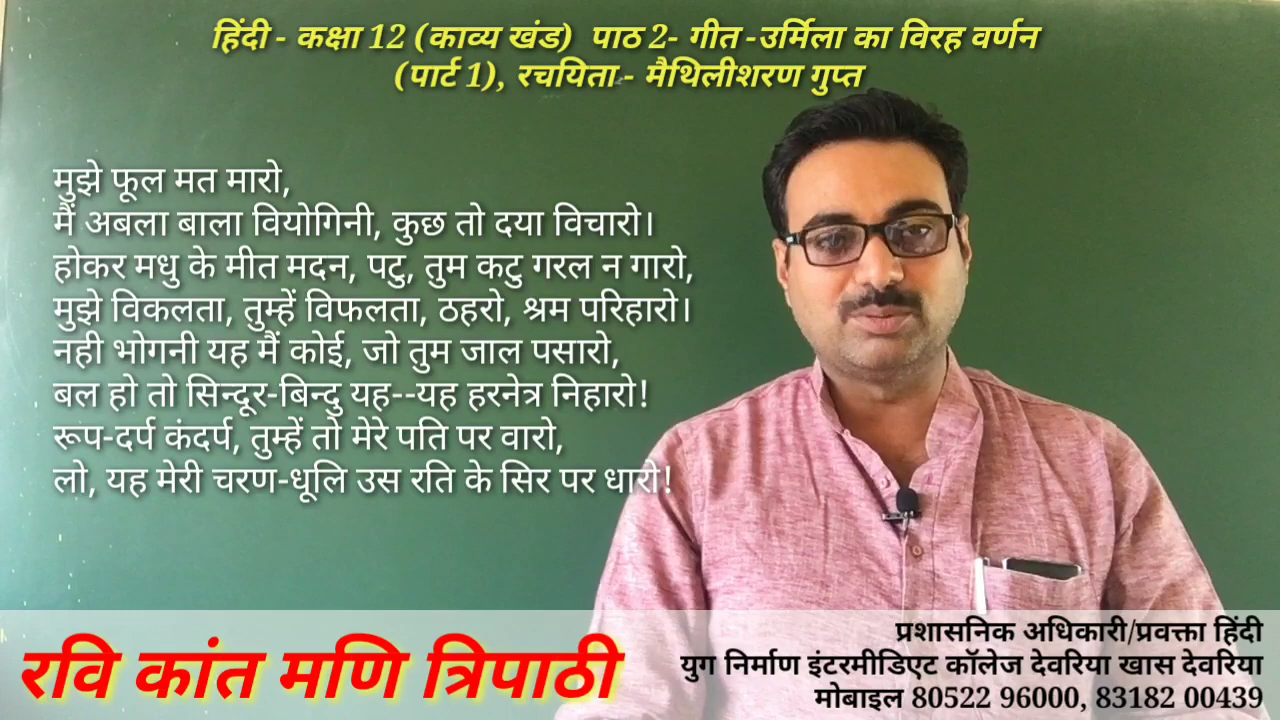 हिंदी - कक्षा 12 (काव्य खंड) पाठ 2- गीत -उर्मिला का विरह वर्णन
(पार्ट 1), रचयिता - मैथिलीशरण गुप्त
मुझे फूल मत मारो,
मैं अबला बाला वियोगिनी, कुछ तो दया विचारो।
होकर मधु के मीत मदन, पटु, तुम कटु गरल न गारो,
मुझे विकलता, तुम्हें विफलता, ठहरो, श्रम परिहारो।
नही भोगनी यह मैं कोई, जो तुम जाल पसारो,
बल हो तो सिन्दूर-बिन्दु यह--यह हरनेत्र निहारो!
रूप-दर्प कंदर्प, तुम्हें तो मेरे पति पर वारो,
लो, यह मेरी चरण-धूलि उस रति के सिर पर धारो!
रवि कांत मणि त्रिपाठी
प्रशासनिक अधिकारी/प्रवक्ता हिंदी
युग निर्माण इंटरमीडिएट कॉलेज देवरिया खास देवरिया
मोबाइल 80522 96000, 83182 00439